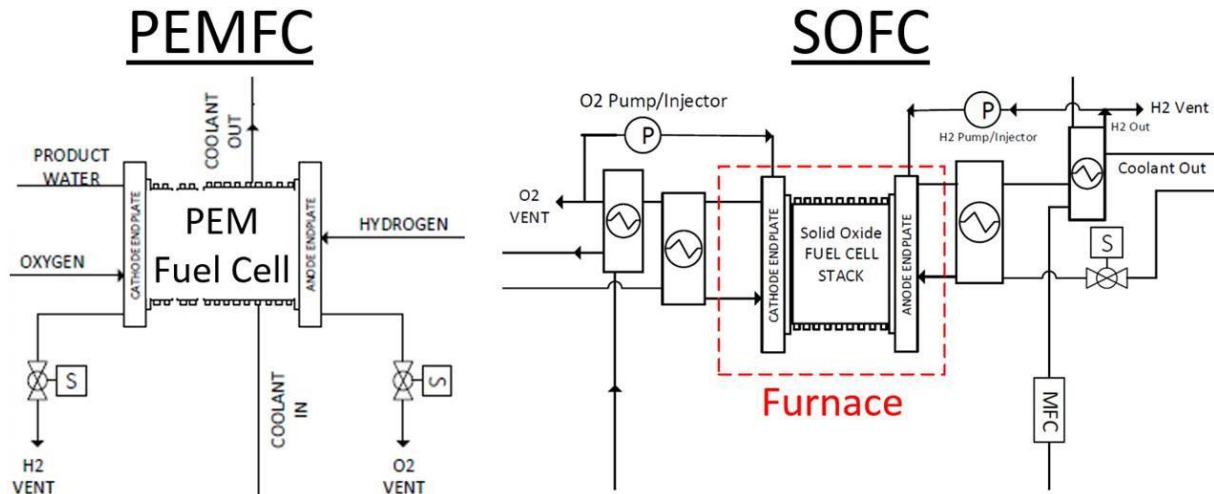 PEMFC
COOLANT
OUT
PRODUCT
WATER
CATHODE ENDPLATE
PEM
Fuel Cell
ANODE ENDPLATE
HYDROGEN
OXYGEN
S
S
COOLANT
IN
H2
VENT
O2
VENT
SOFC
O2 Pump/Injector
P
P
H2 Pump/Injector
H2 Vent
H2 Out
Coolant Out
O2
VENT
CATHODE ENDPLATE
Solid Oxide
FUEL CELL
STACK
ANODE ENDPLATE
S
Furnace
MFC